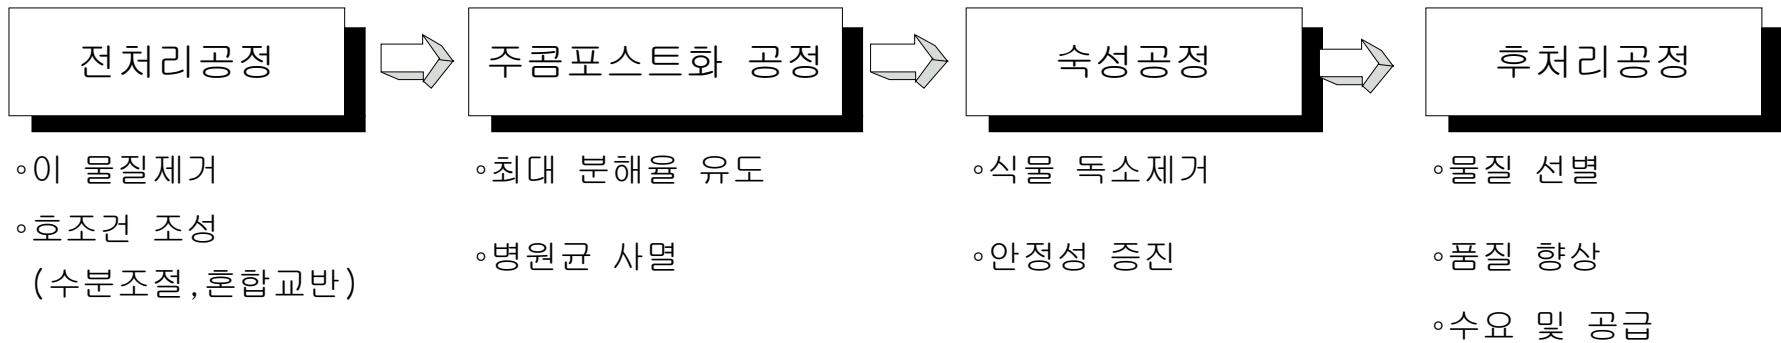 전처리공정
주콤포스트화 공정
숙성공정
후처리공정
◦이 물질제거
◦호조건 조성
(수분조절,혼합교반)
◦최대 분해율 유도
◦병원균 사멸
◦식물 독소제거
◦안정성 증진
◦물질 선별
◦품질 향상
◦수요 및 공급